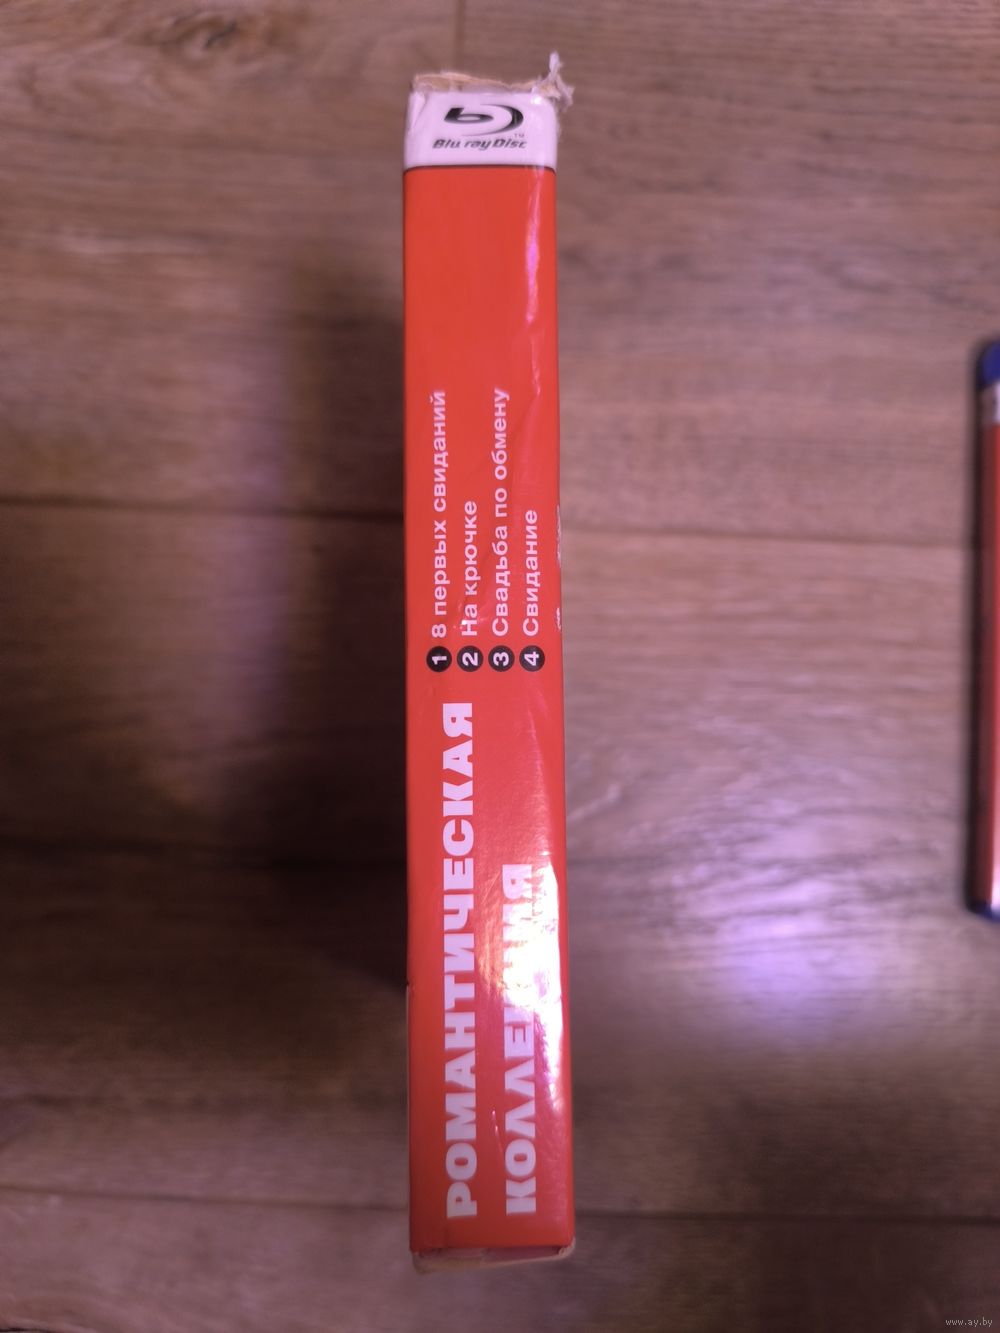 Blu-ray Disc
TM
РОМАНТИЧЕСКАЯ
КОЛЛЕКЦИЯ
1 8 первых свиданий
2 На крючке
3 Свадьба по обмену
4 Свидание
www.ay.by